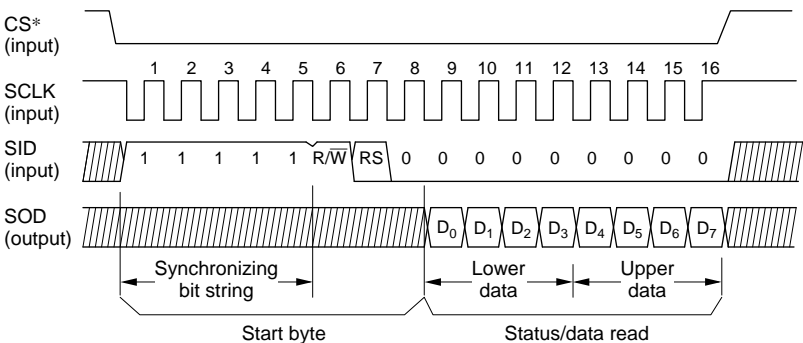 CS*
(input)
1 2 3 4 5 6 7 8 9 10 11 12 13 14 15 16
SCLK
(input)
SID
(input)
1 1 1 1 1 R/W̅ RS 0 0 0 0 0 0 0 0 0
SOD
(output)
D₀ D₁ D₂ D₃ D₄ D₅ D₆ D₇
Synchronizing
bit string
Lower
data
Upper
data
Start byte
Status/data read